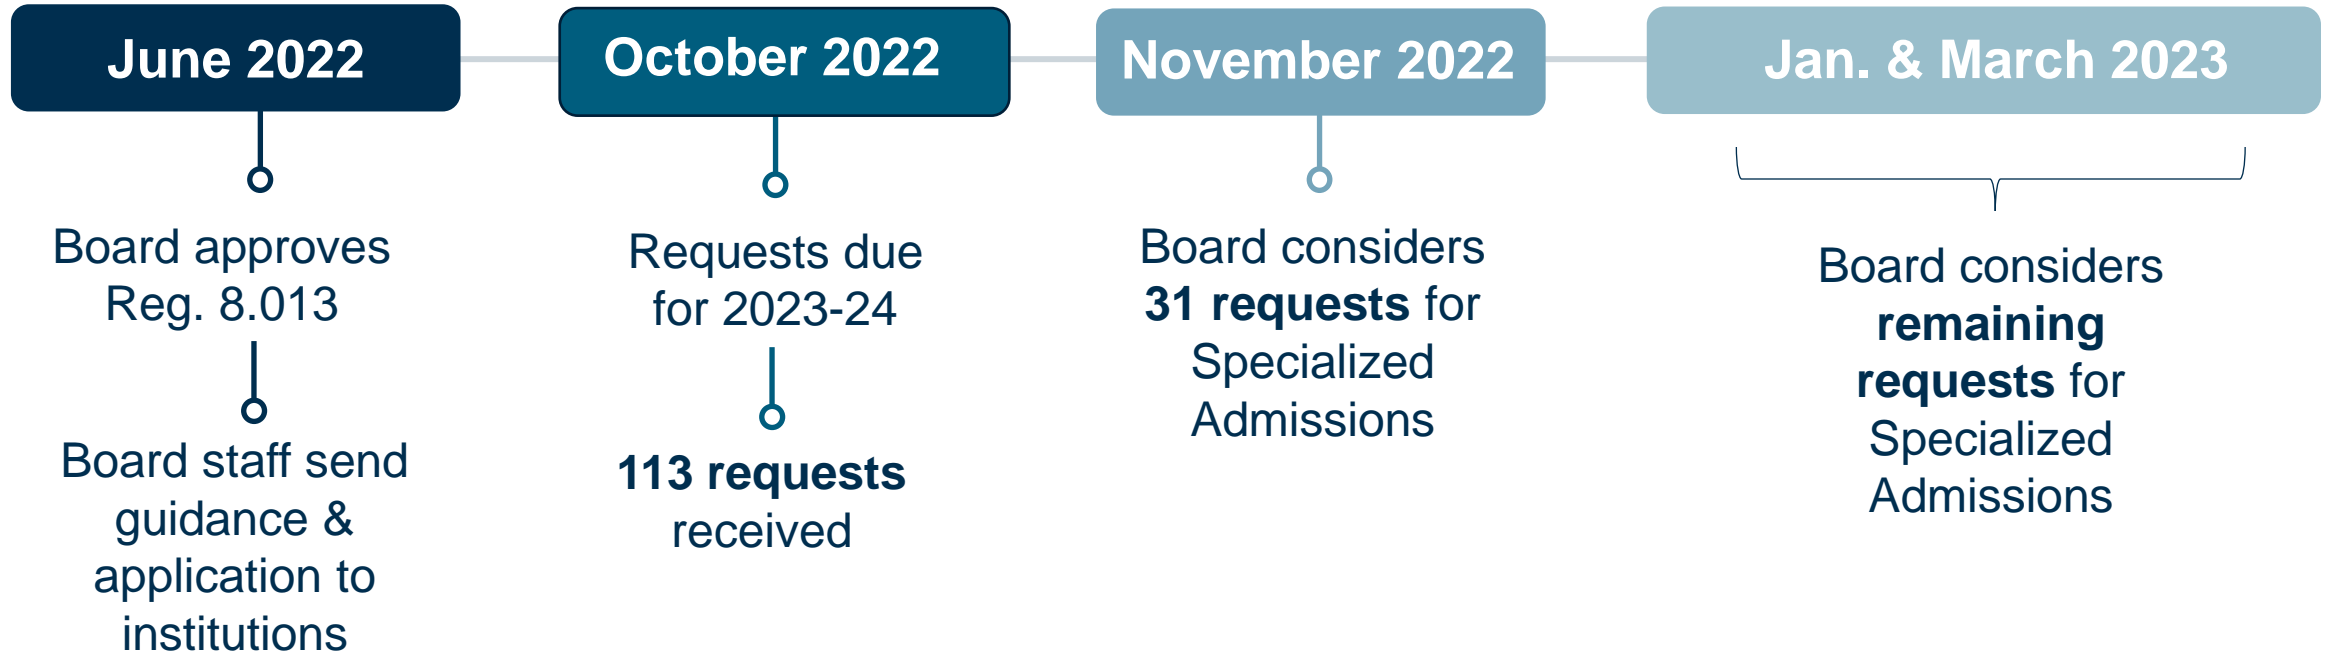 June 2022
Board approves
Reg. 8.013
Board staff send
guidance &
application to
institutions
October 2022
Requests due
for 2023-24
113 requests
received
November 2022
Board considers
31 requests for
Specialized
Admissions
Jan. & March 2023
Board considers
remaining
requests for
Specialized
Admissions